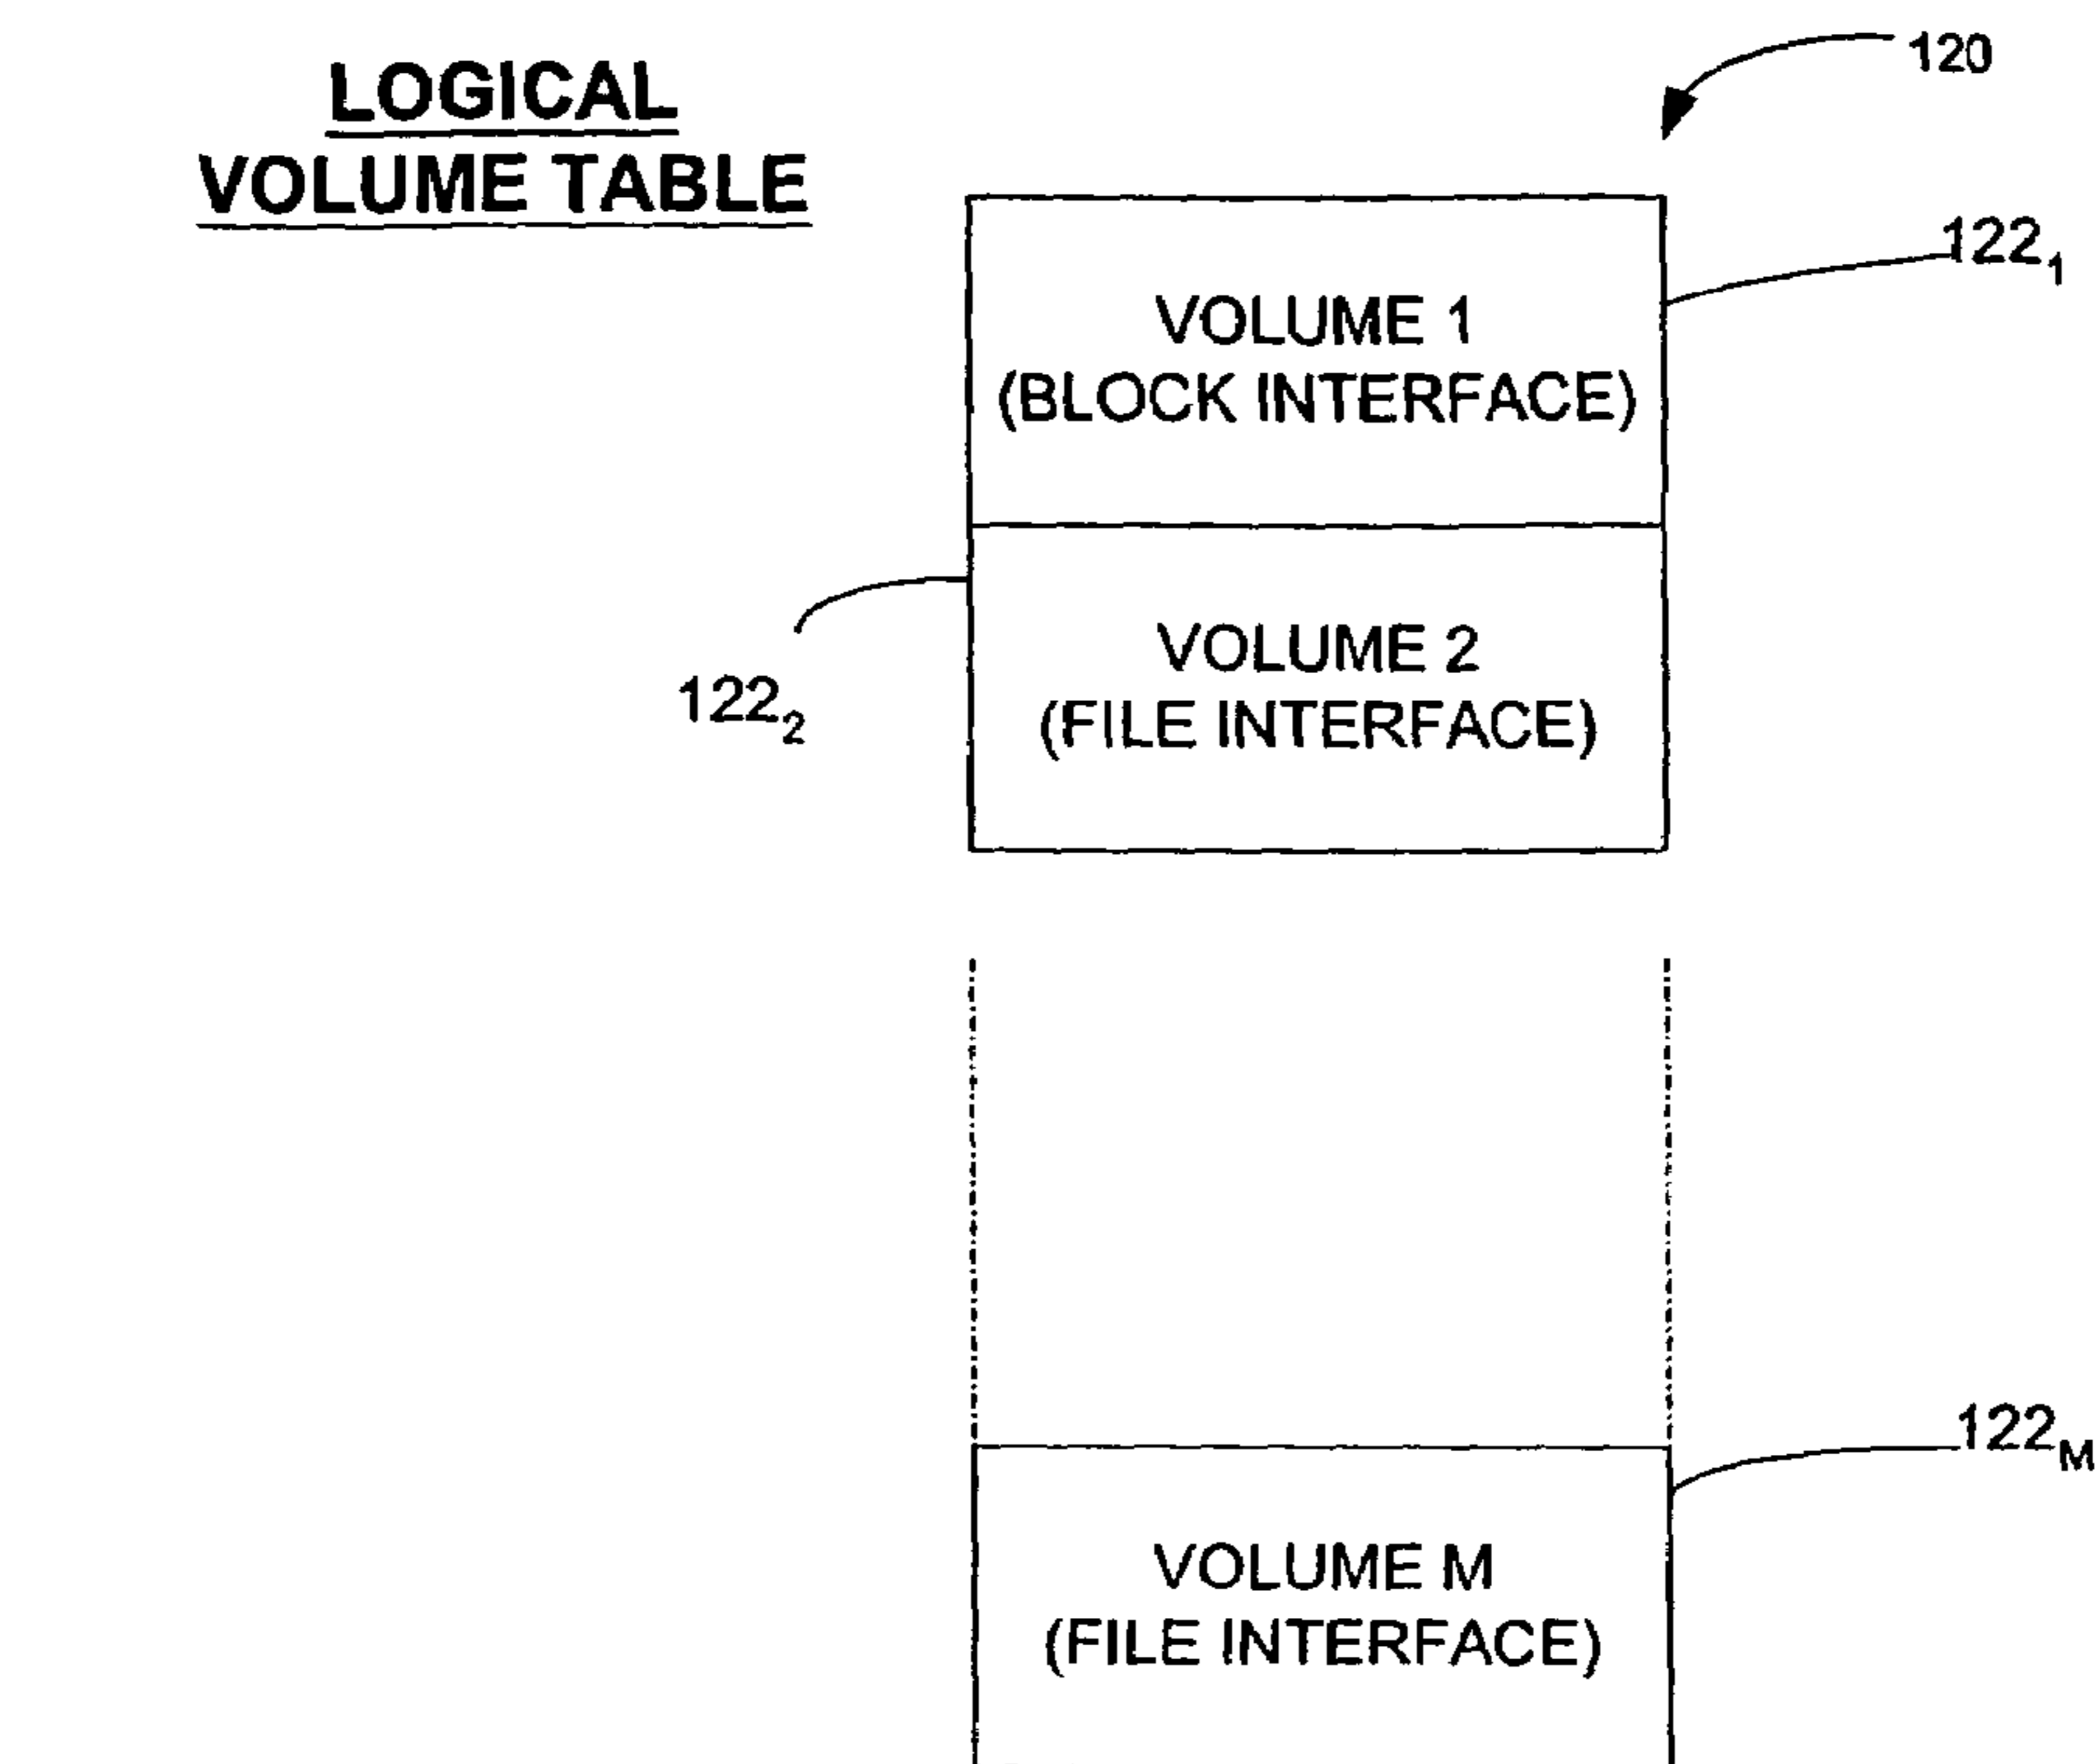 LOGICAL
VOLUME TABLE
120
122₁
VOLUME 1
(BLOCK INTERFACE)
122₂
VOLUME 2
(FILE INTERFACE)
122M
VOLUME M
(FILE INTERFACE)